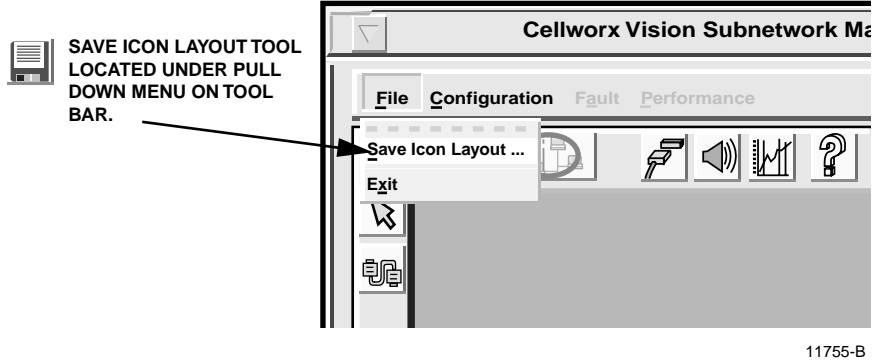 Cellworx Vision Subnetwork Ma
SAVE ICON LAYOUT TOOL
LOCATED UNDER PULL
DOWN MENU ON TOOL
BAR.
File Configuration Fault Performance
Save Icon Layout ...
Exit
11755-B